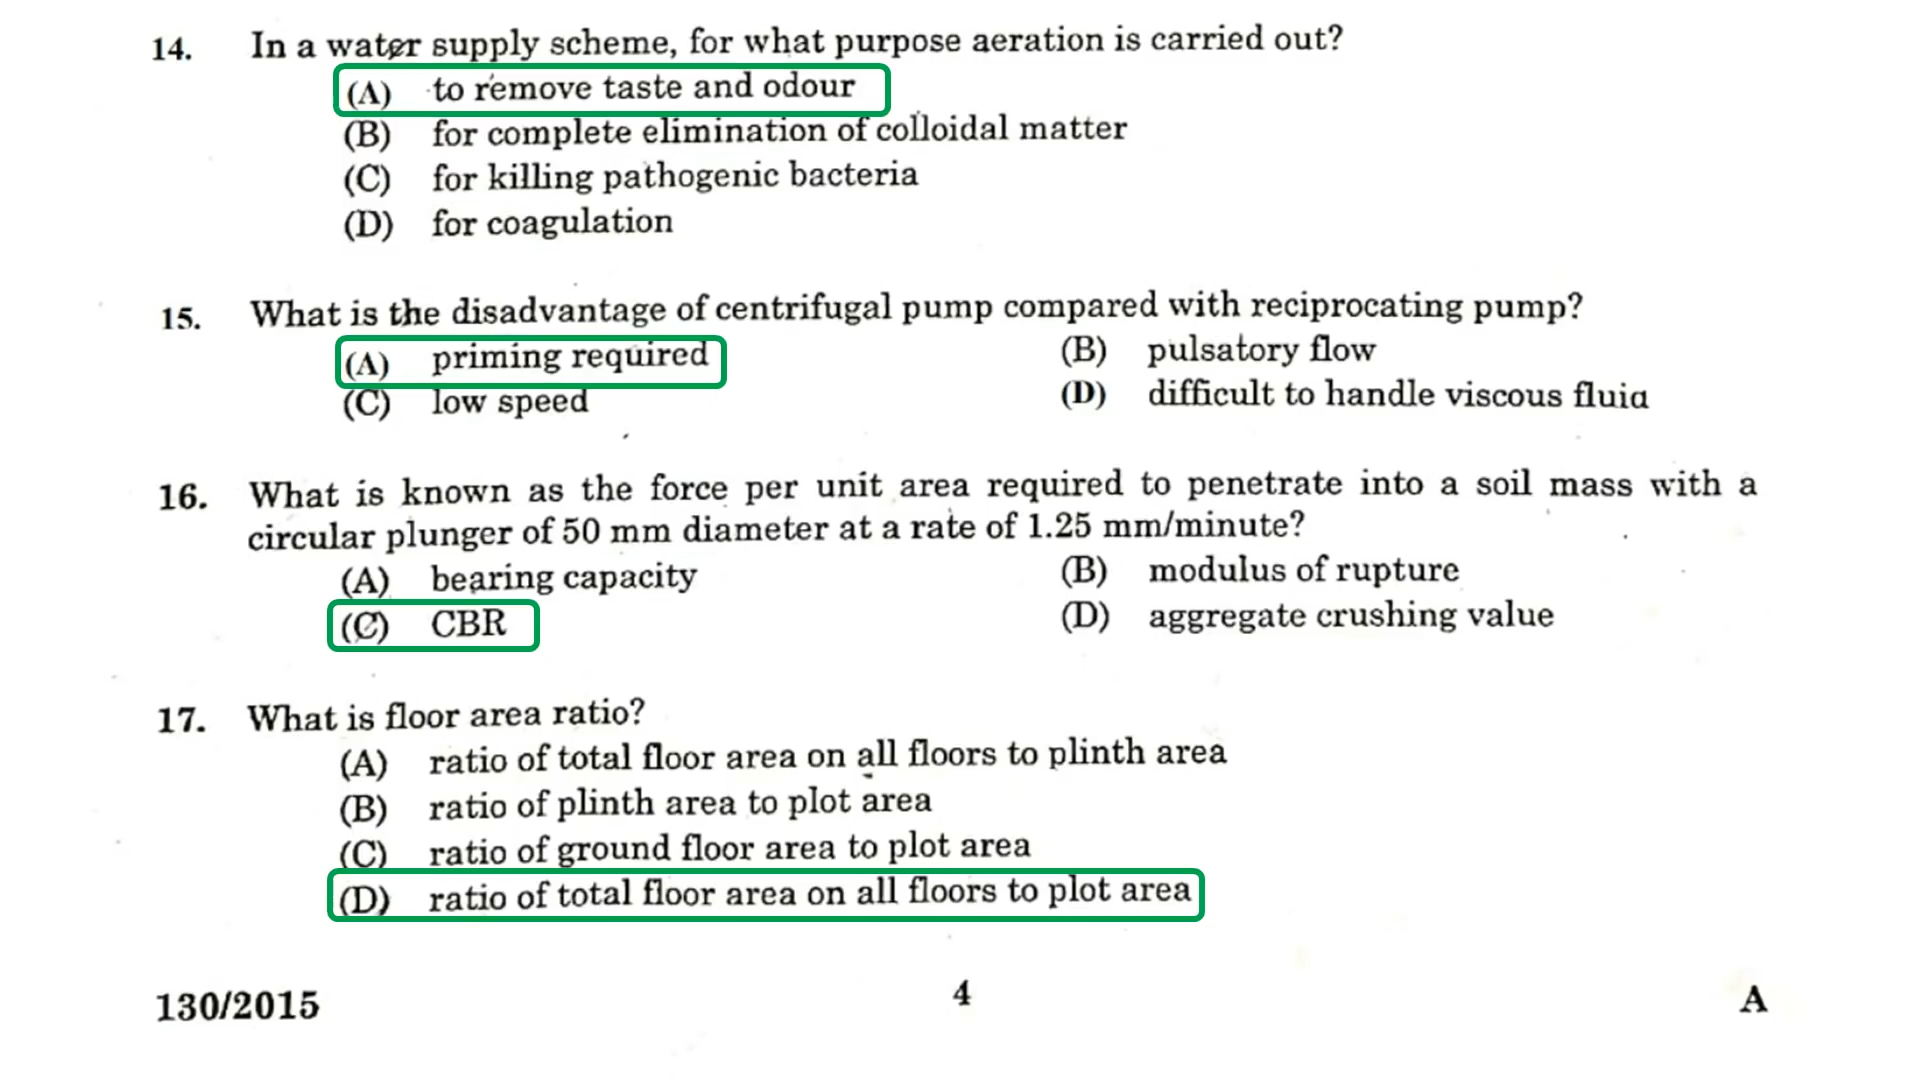 14. In a water supply scheme, for what purpose aeration is carried out?
(A) to remove taste and odour
(B) for complete elimination of colloidal matter
(C) for killing pathogenic bacteria
(D) for coagulation
15. What is the disadvantage of centrifugal pump compared with reciprocating pump?
(A) priming required (B) pulsatory flow
(C) low speed (D) difficult to handle viscous fluid
16. What is known as the force per unit area required to penetrate into a soil mass with a
circular plunger of 50 mm diameter at a rate of 1.25 mm/minute?
(A) bearing capacity (B) modulus of rupture
(C) CBR (D) aggregate crushing value
17. What is floor area ratio?
(A) ratio of total floor area on all floors to plinth area
(B) ratio of plinth area to plot area
(C) ratio of ground floor area to plot area
(D) ratio of total floor area on all floors to plot area
130/2015 4 A